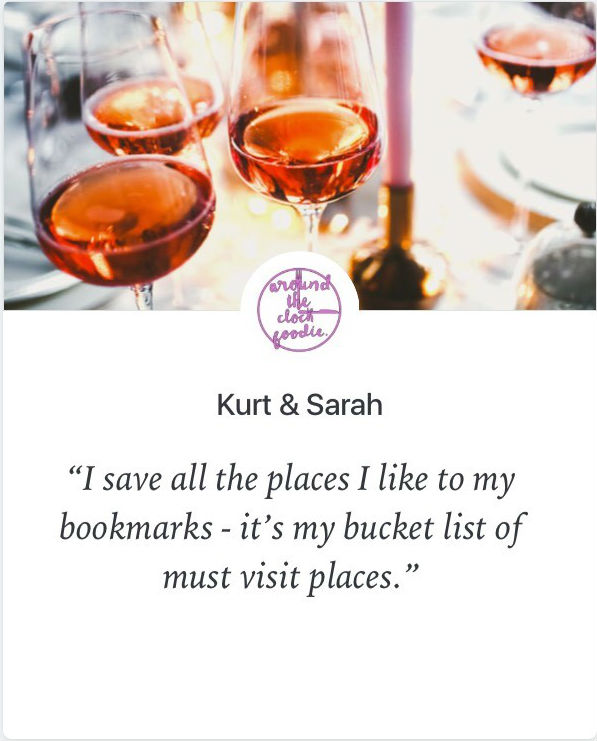 around
the
clock
foodie.
Kurt & Sarah
“I save all the places I like to my
bookmarks - it’s my bucket list of
must visit places.”